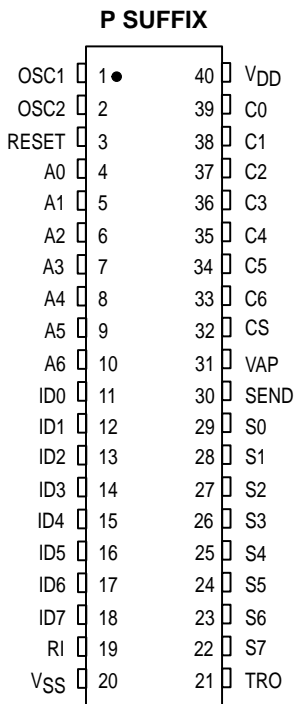 P SUFFIX
OSC1 1 40 VDD
OSC2 2 39 C0
RESET 3 38 C1
A0 4 37 C2
A1 5 36 C3
A2 6 35 C4
A3 7 34 C5
A4 8 33 C6
A5 9 32 CS
A6 10 31 VAP
ID0 11 30 SEND
ID1 12 29 S0
ID2 13 28 S1
ID3 14 27 S2
ID4 15 26 S3
ID5 16 25 S4
ID6 17 24 S5
ID7 18 23 S6
RI 19 22 S7
VSS 20 21 TRO